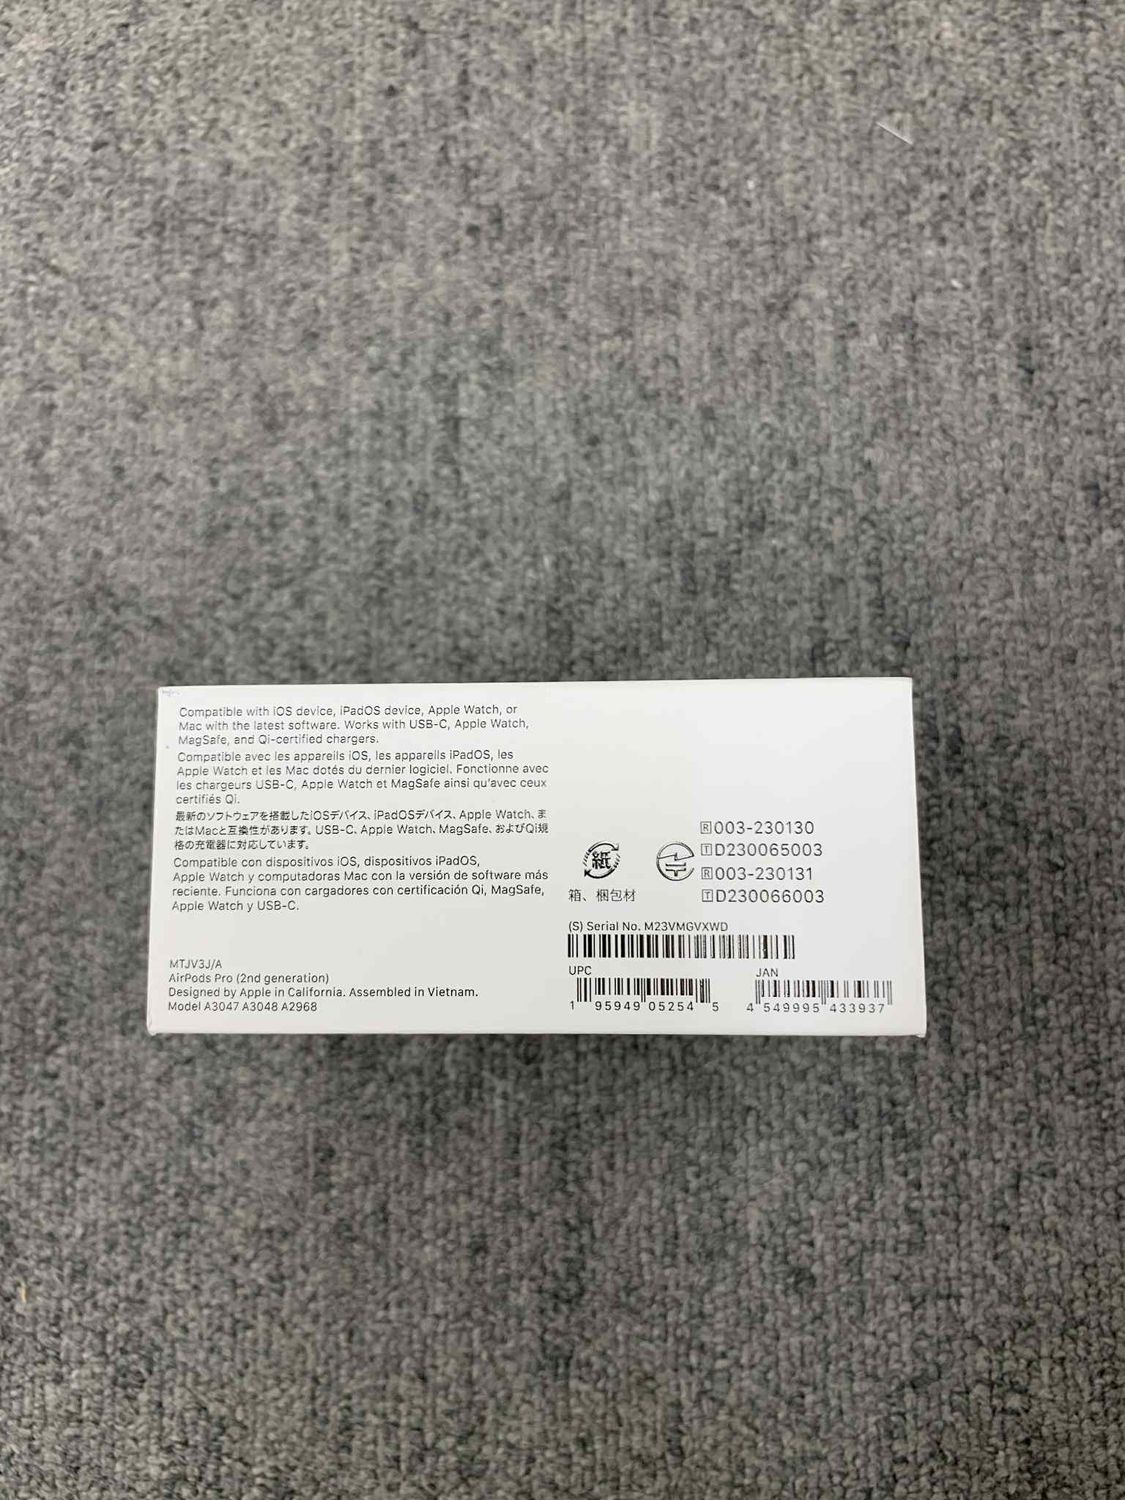 Compatible with iOS device, iPadOS device, Apple Watch, or
Mac with the latest software. Works with USB-C, Apple Watch,
MagSafe, and Qi-certified chargers.
Compatible avec les appareils iOS, les appareils iPadOS, les
Apple Watch et les Mac dotés du dernier logiciel. Fonctionne avec
les chargeurs USB-C, Apple Watch et MagSafe ainsi qu'avec ceux
certifiés Qi.
最新のソフトウェアを搭載したiOSデバイス、iPadOSデバイス、Apple Watch、ま
たはMacと互換性があります。USB-C、Apple Watch、MagSafe、およびQi規
格の充電器に対応しています。
Compatible con dispositivos iOS, dispositivos iPadOS,
Apple Watch y computadoras Mac con la versión de software más
reciente. Funciona con cargadores con certificación Qi, MagSafe,
Apple Watch y USB-C.
MTJV3J/A
AirPods Pro (2nd generation)
Designed by Apple in California. Assembled in Vietnam.
Model A3047 A3048 A2968
紙
箱、梱包材
R 003-230130
T D230065003
R 003-230131
T D230066003
(S) Serial No. M23VMGVXWD
UPC
1 95949 05254 5
JAN
4 549995 433937